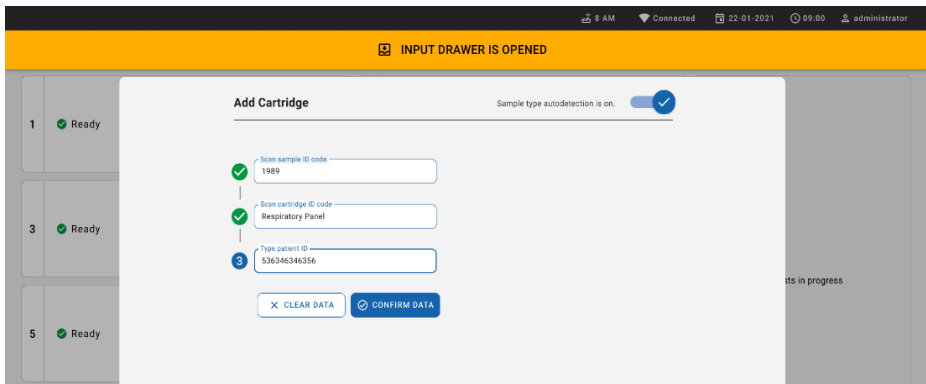 8 AM Connected 22-01-2021 09:00 administrator
INPUT DRAWER IS OPENED
Add Cartridge
Sample type autodetection is on.
1 Ready
Scan sample ID code
1989
Scan cartridge ID code
Respiratory Panel
3 Ready
Type patient ID
3 536346346356
sts in progress
CLEAR DATA CONFIRM DATA
5 Ready